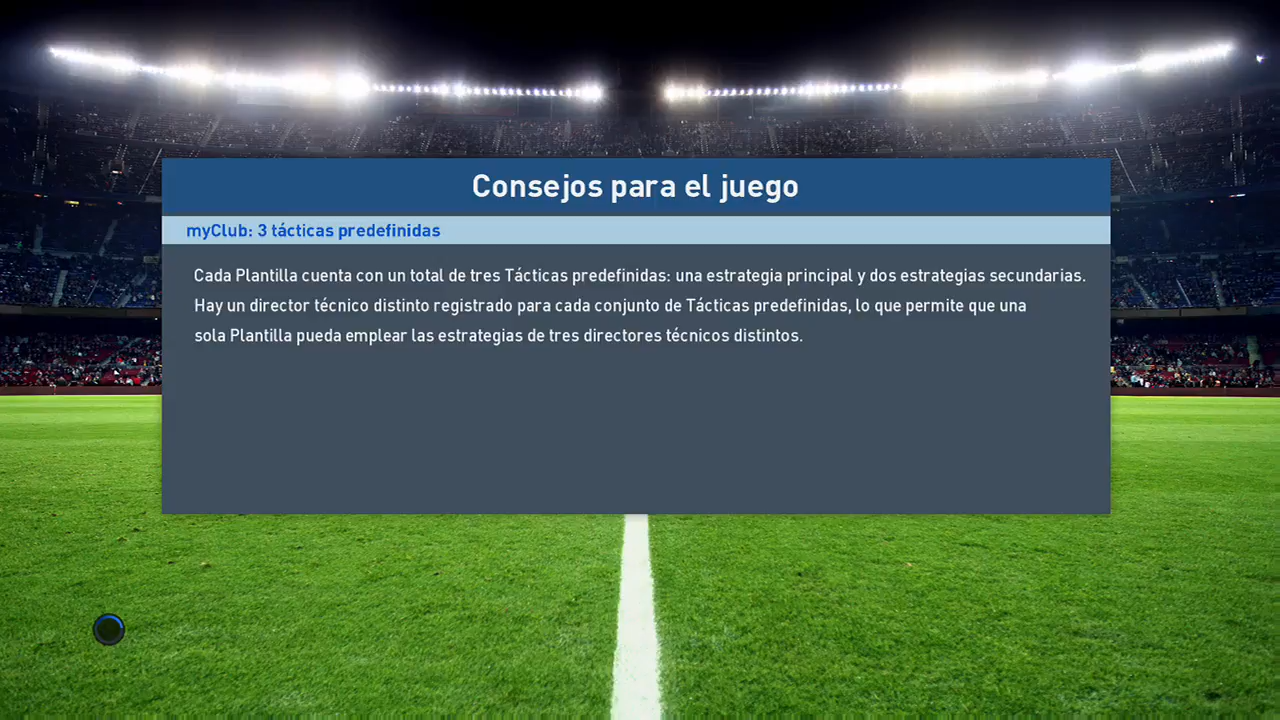 Consejos para el juego
myClub: 3 tácticas predefinidas
Cada Plantilla cuenta con un total de tres Tácticas predefinidas: una estrategia principal y dos estrategias secundarias.
Hay un director técnico distinto registrado para cada conjunto de Tácticas predefinidas, lo que permite que una
sola Plantilla pueda emplear las estrategias de tres directores técnicos distintos.